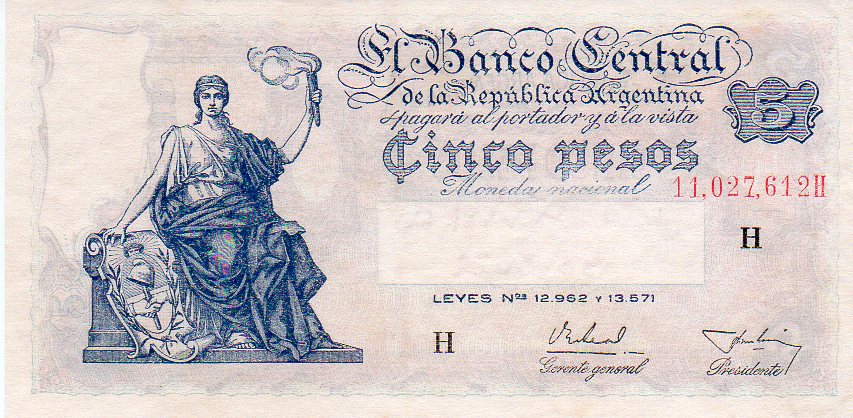 El Banco Central
de la República Argentina
pagará al portador y á la vista
5
Cinco pesos
Moneda nacional
11,027,612H
H
LEYES Nos 12.962 Y 13.571
H
Gerente general
Presidente